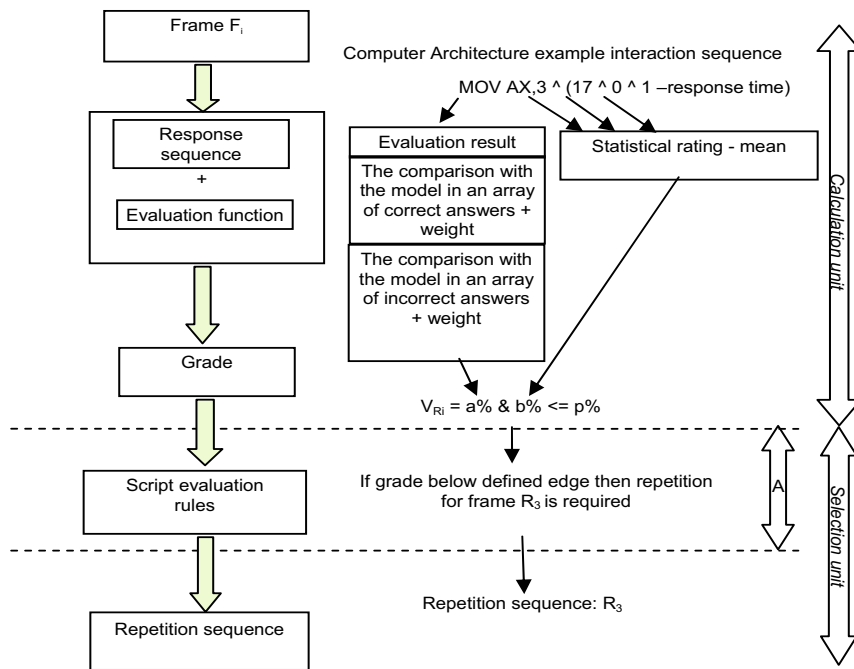 Frame Fi
Computer Architecture example interaction sequence
MOV AX,3 ^ (17 ^ 0 ^ 1 –response time)
Response
sequence
+
Evaluation function
Evaluation result
The comparison with
the model in an array
of correct answers +
weight
The comparison with
the model in an array
of incorrect answers
+ weight
Statistical rating - mean
Calculation unit
Grade
VRi = a% & b% <= p%
Script evaluation
rules
If grade below defined edge then repetition
for frame R3 is required
A
Selection unit
Repetition sequence
Repetition sequence: R3